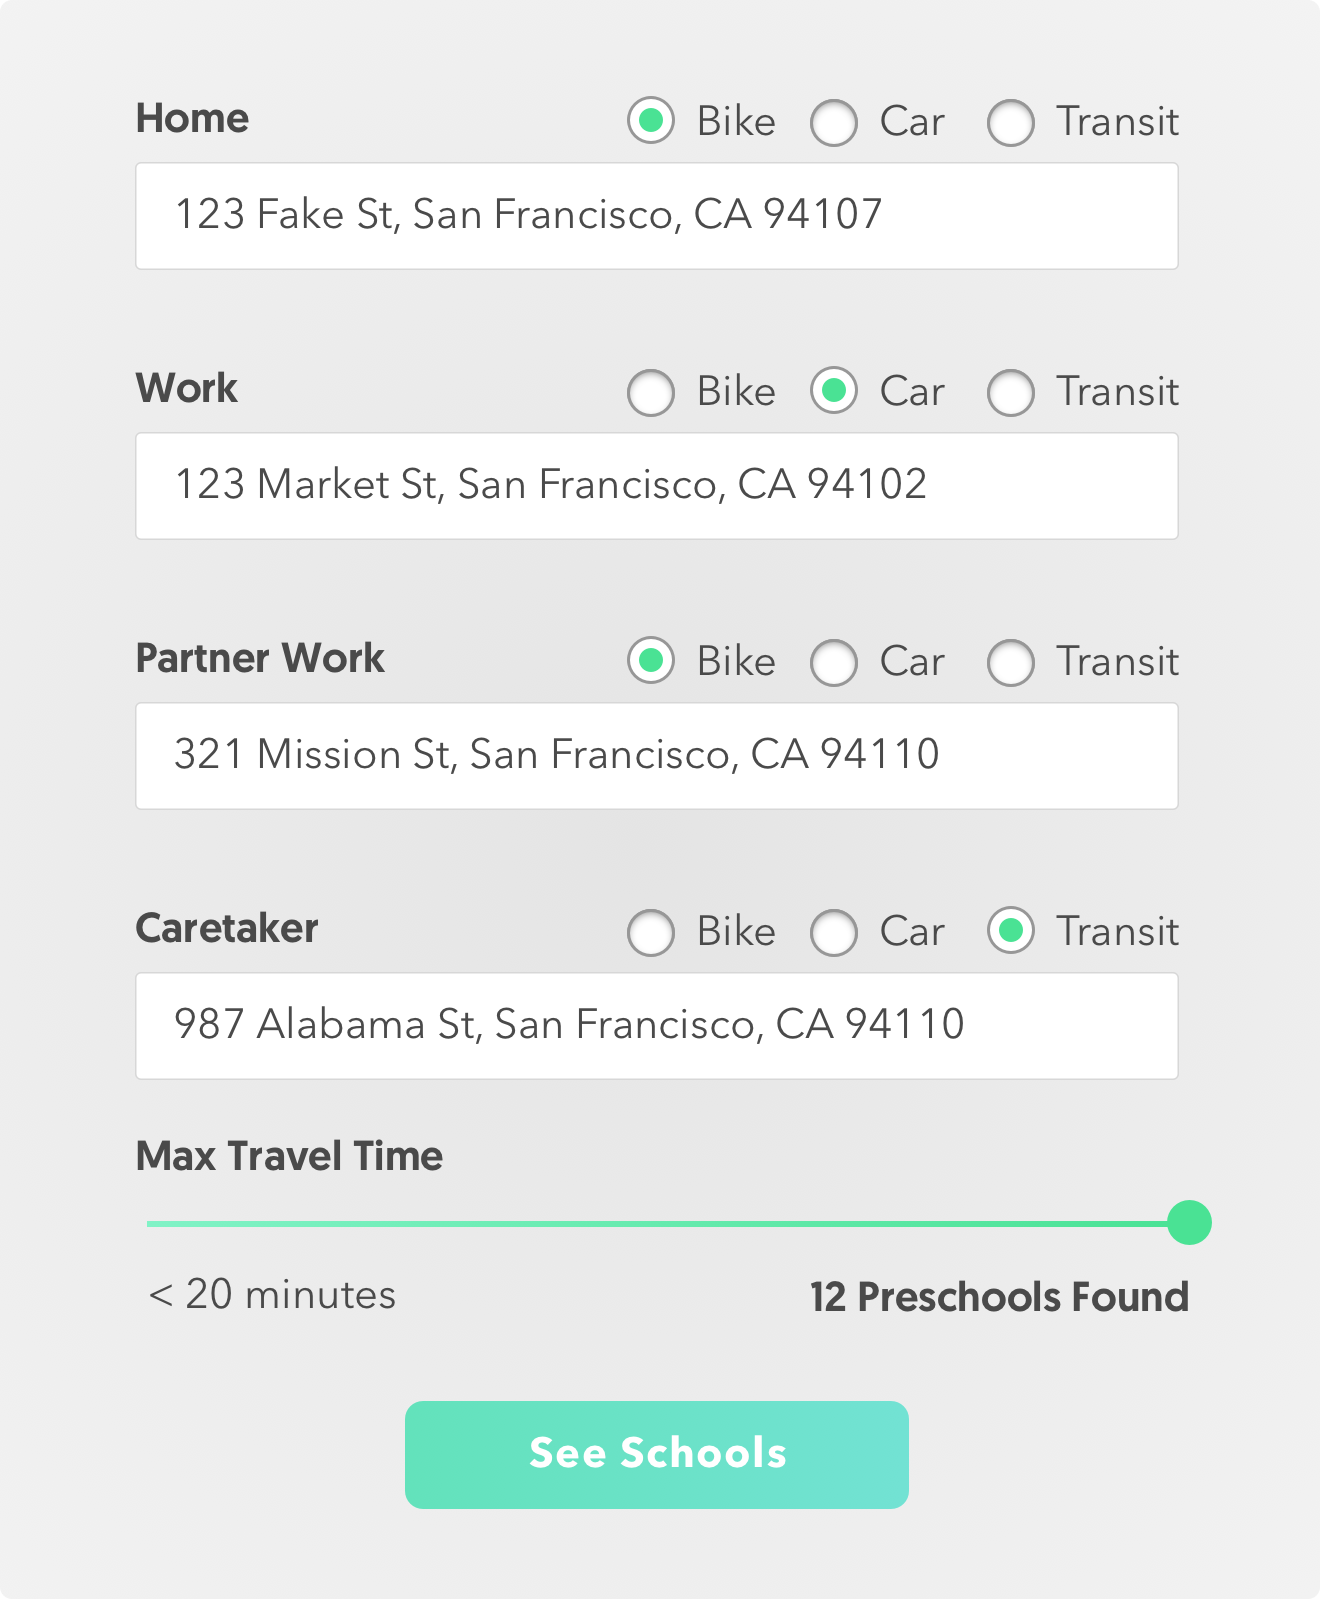 Home Bike Car Transit
123 Fake St, San Francisco, CA 94107
Work Bike Car Transit
123 Market St, San Francisco, CA 94102
Partner Work Bike Car Transit
321 Mission St, San Francisco, CA 94110
Caretaker Bike Car Transit
987 Alabama St, San Francisco, CA 94110
Max Travel Time
< 20 minutes 12 Preschools Found
See Schools